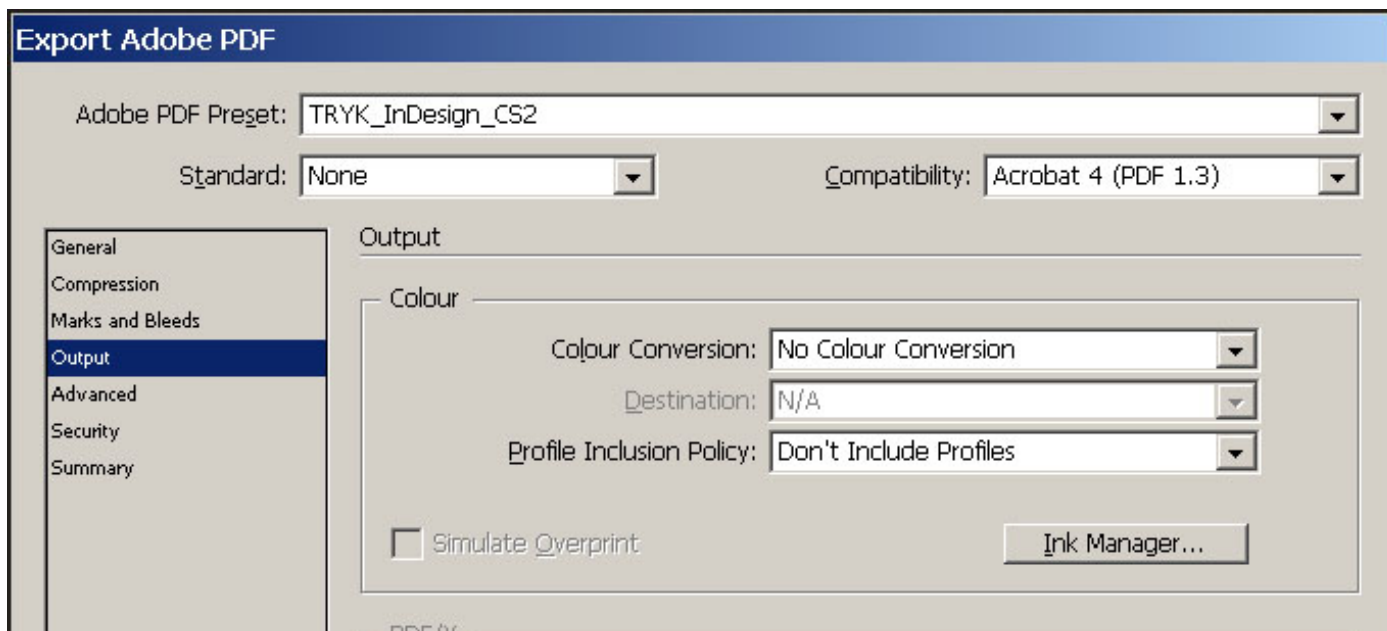 Export Adobe PDF
Adobe PDF Preset: TRYK_InDesign_CS2
Standard: None Compatibility: Acrobat 4 (PDF 1.3)
General
Compression
Marks and Bleeds
Output
Advanced
Security
Summary
Output
Colour
Colour Conversion: No Colour Conversion
Destination: N/A
Profile Inclusion Policy: Don't Include Profiles
Simulate Overprint Ink Manager...